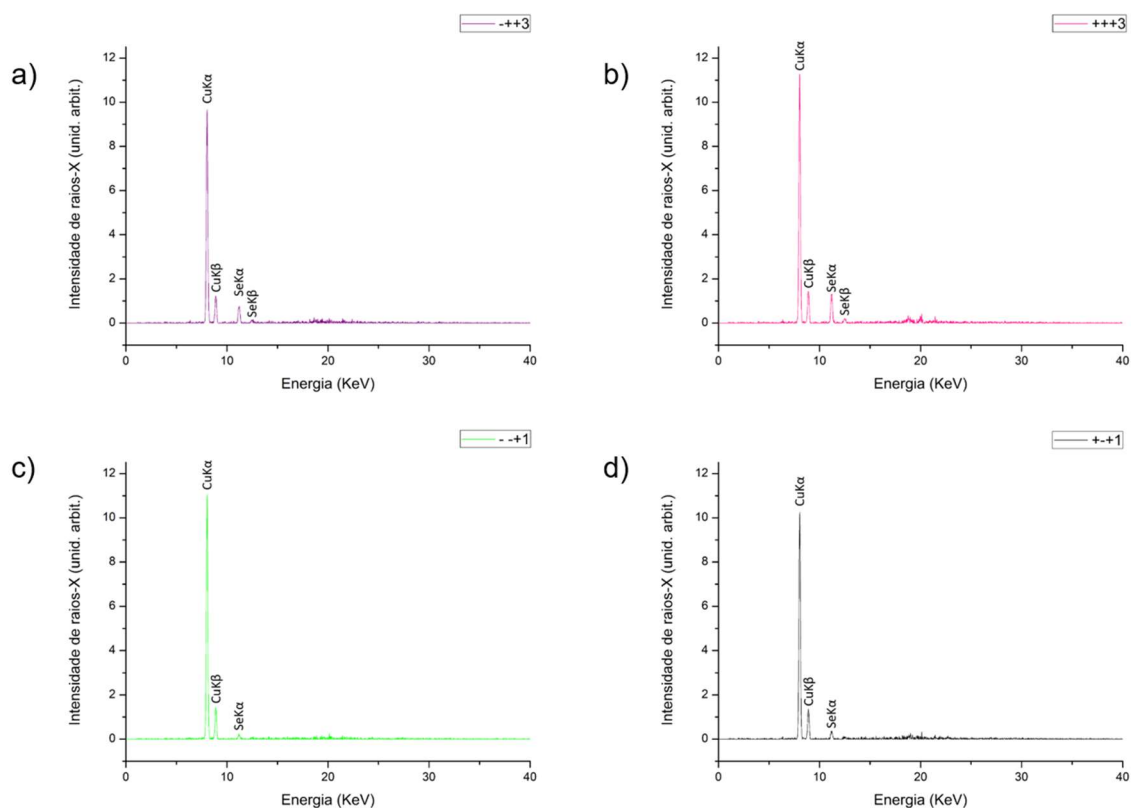 a)
-++3
Intensidade de raios-X (unid. arbit.)
12
10
8
6
4
2
0
CuKα
CuKβ
SeKα
SeKβ
0
10
20
30
40
Energia (KeV)
b)
+++3
Intensidade de raios-X (unid. arbit.)
12
10
8
6
4
2
0
CuKα
CuKβ
SeKα
SeKβ
0
10
20
30
40
Energia (KeV)
c)
- -+1
Intensidade de raios-X (unid. arbit.)
12
10
8
6
4
2
0
CuKα
CuKβ
SeKα
0
10
20
30
40
Energia (KeV)
d)
+-+1
Intensidade de raios-X (unid. arbit.)
12
10
8
6
4
2
0
CuKα
CuKβ
SeKα
0
10
20
30
40
Energia (KeV)